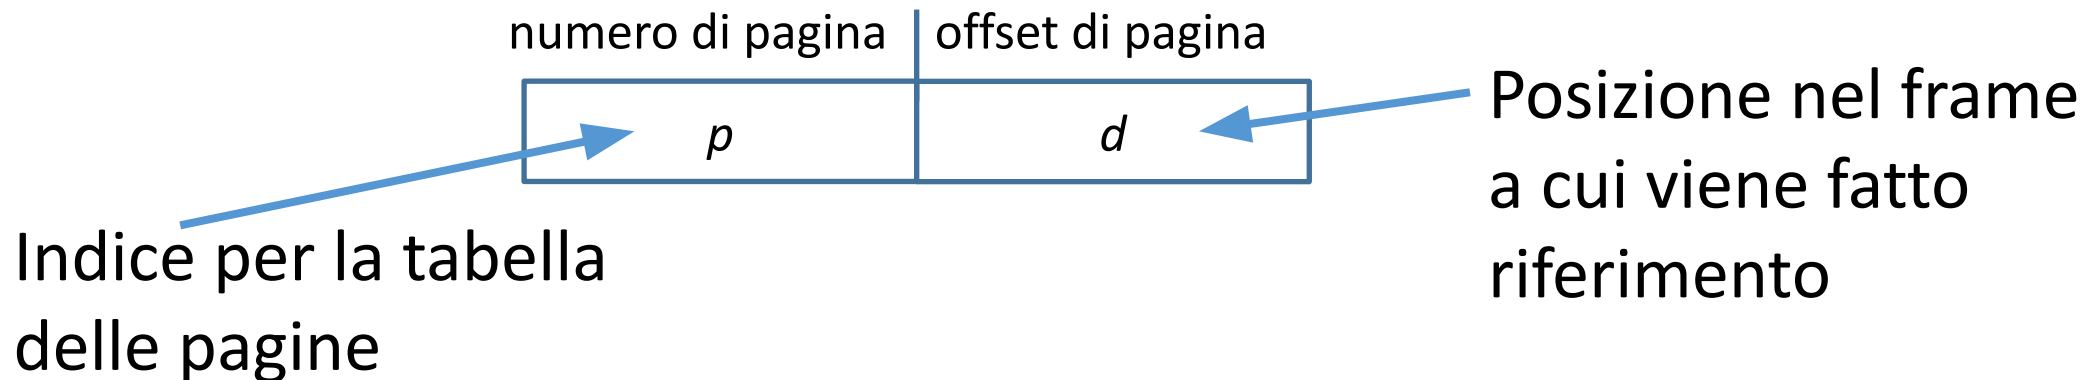 numero di pagina offset di pagina
p d
Posizione nel frame
a cui viene fatto
riferimento
Indice per la tabella
delle pagine